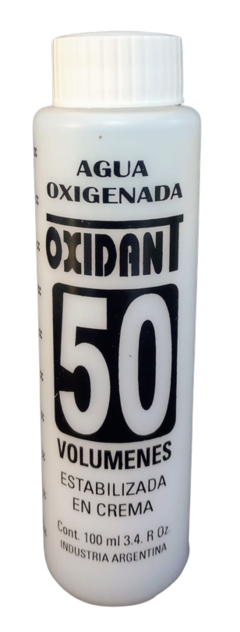 AGUA
OXIGENADA
OXIDANT
50
VOLUMENES
ESTABILIZADA
EN CREMA
Cont. 100 ml 3.4. R Oz.
INDUSTRIA ARGENTINA